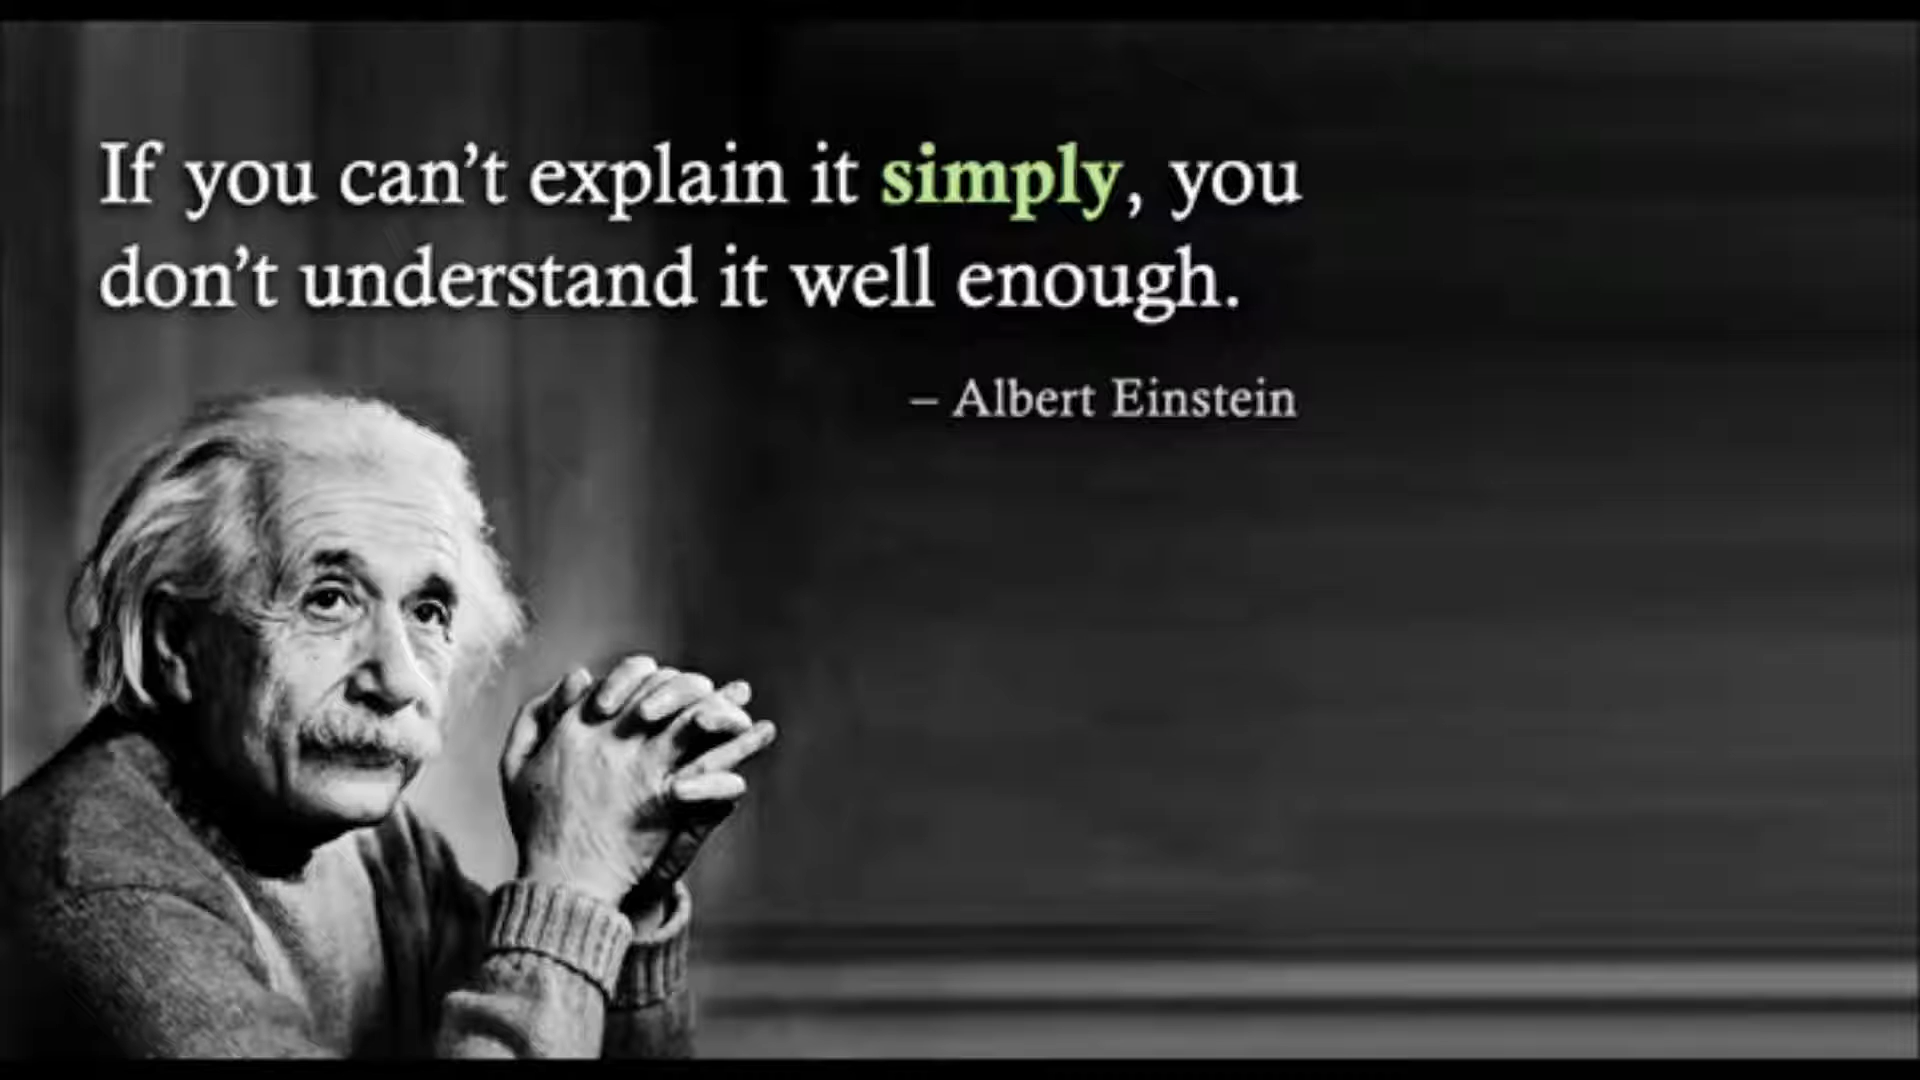 If you can’t explain it simply, you
don’t understand it well enough.
– Albert Einstein